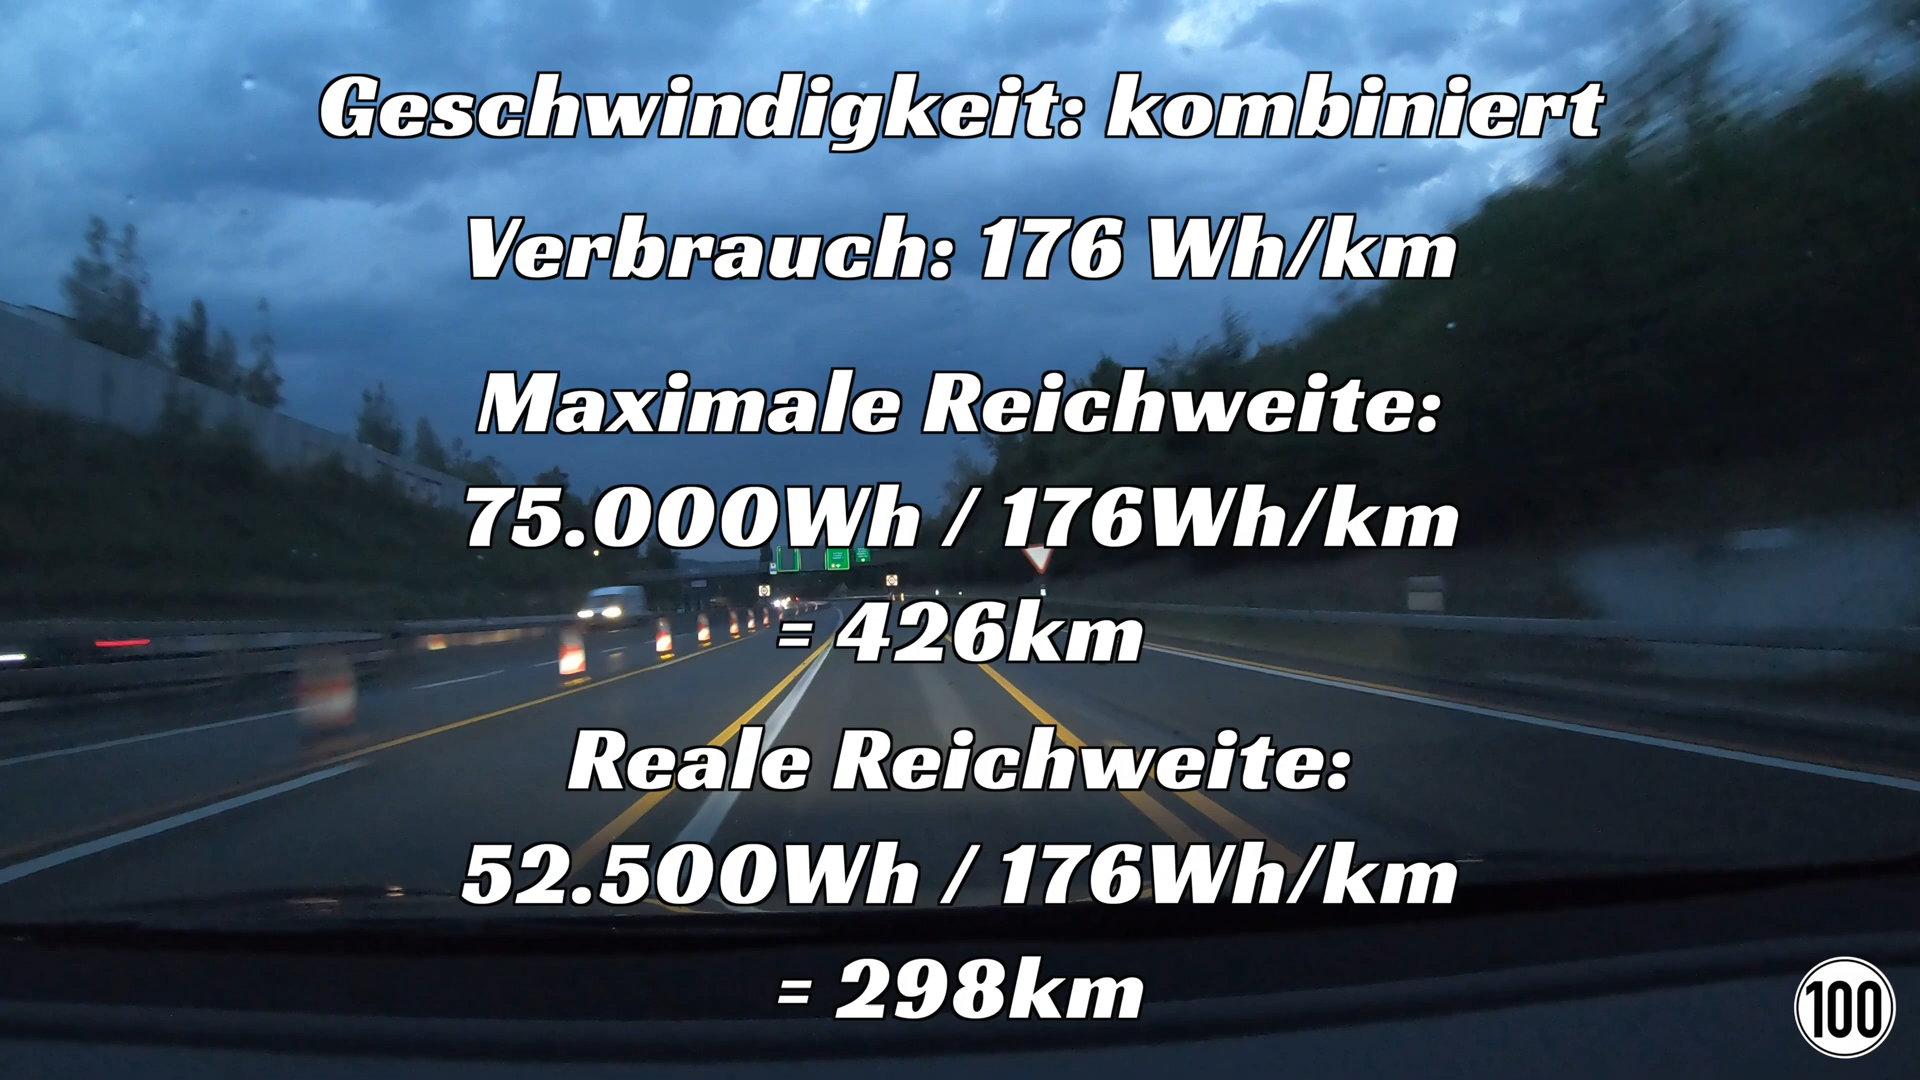 Geschwindigkeit: kombiniert
Verbrauch: 176 Wh/km
Maximale Reichweite:
75.000Wh / 176Wh/km
= 426km
Reale Reichweite:
52.500Wh / 176Wh/km
= 298km
100